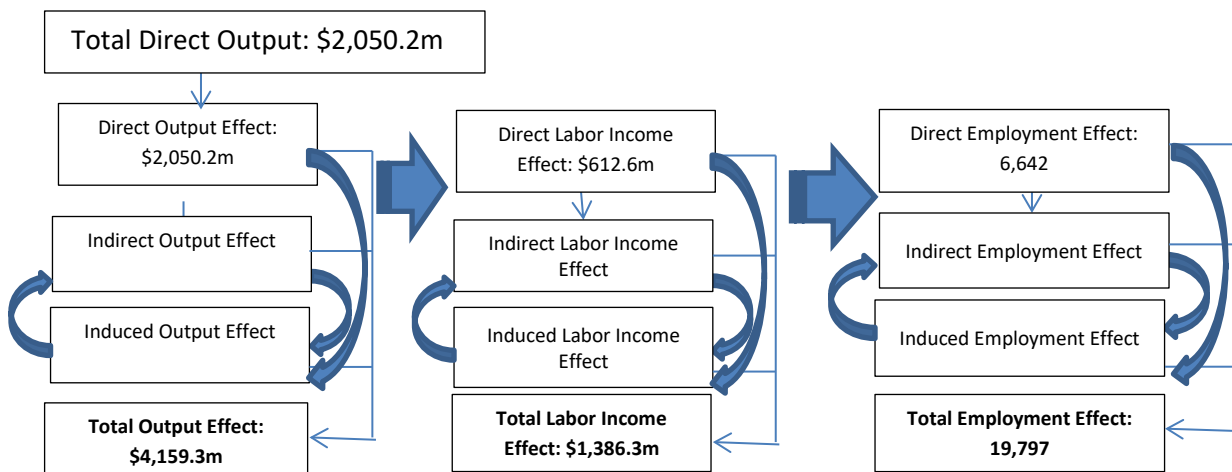 Total Direct Output: $2,050.2m
Direct Output Effect:
$2,050.2m
Indirect Output Effect
Induced Output Effect
Total Output Effect:
$4,159.3m
Direct Labor Income
Effect: $612.6m
Indirect Labor Income
Effect
Induced Labor Income
Effect
Total Labor Income
Effect: $1,386.3m
Direct Employment Effect:
6,642
Indirect Employment Effect
Induced Employment Effect
Total Employment Effect:
19,797